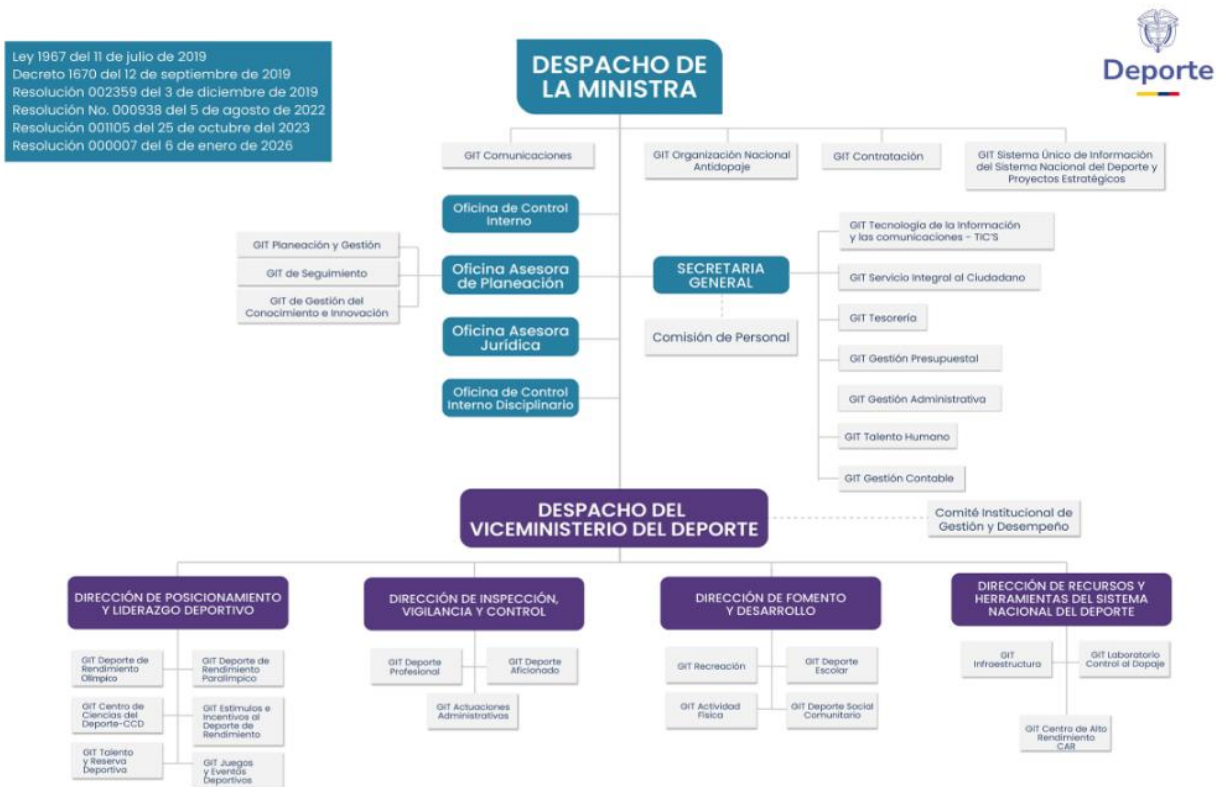 Ley 1967 del 11 de julio de 2019
Decreto 1670 del 12 de septiembre de 2019
Resolución 002359 del 3 de diciembre de 2019
Resolución No. 000938 del 5 de agosto de 2022
Resolución 001105 del 25 de octubre del 2023
Resolución 000007 del 6 de enero de 2026
DESPACHO DE
LA MINISTRA
Deporte
GIT Comunicaciones
GIT Organización Nacional
Antidopaje
GIT Contratación
GIT Sistema Único de Información
del Sistema Nacional del Deporte y
Proyectos Estratégicos
Oficina de Control
Interno
GIT Planeación y Gestión
GIT de Seguimiento
GIT de Gestión del
Conocimiento e Innovación
Oficina Asesora
de Planeación
Oficina Asesora
Jurídica
Oficina de Control
Interno Disciplinario
SECRETARIA
GENERAL
Comisión de Personal
GIT Tecnología de la Información
y las comunicaciones - TIC'S
GIT Servicio Integral al Ciudadano
GIT Tesorería
GIT Gestión Presupuestal
GIT Gestión Administrativa
GIT Talento Humano
GIT Gestión Contable
DESPACHO DEL
VICEMINISTERIO DEL DEPORTE
Comité Institucional de
Gestión y Desempeño
DIRECCIÓN DE POSICIONAMIENTO
Y LIDERAZGO DEPORTIVO
GIT Deporte de
Rendimiento
Olímpico
GIT Deporte de
Rendimiento
Paralímpico
GIT Centro de
Ciencias del
Deporte-CCD
GIT Estímulos e
Incentivos al
Deporte de
Rendimiento
GIT Talento
y Reserva
Deportiva
GIT Juegos
y Eventos
Deportivos
DIRECCIÓN DE INSPECCIÓN,
VIGILANCIA Y CONTROL
GIT Deporte
Profesional
GIT Deporte
Aficionado
GIT Actuaciones
Administrativas
DIRECCIÓN DE FOMENTO
Y DESARROLLO
GIT Recreación
GIT Deporte
Escolar
GIT Actividad
Física
GIT Deporte Social
Comunitario
DIRECCIÓN DE RECURSOS Y
HERRAMIENTAS DEL SISTEMA
NACIONAL DEL DEPORTE
GIT
Infraestructura
GIT Laboratorio
Control al Dopaje
GIT Centro de Alto
Rendimiento
CAR